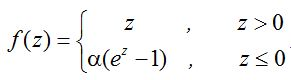 f(z) = { z , z > 0
α(e^z − 1) , z ≤ 0